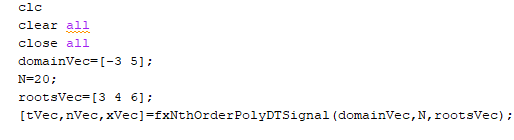 clc
clear all
close all
domainVec=[-3 5];
N=20;
rootsVec=[3 4 6];
[tVec,nVec,xVec]=fxNthOrderPolyDTSignal(domainVec,N,rootsVec);